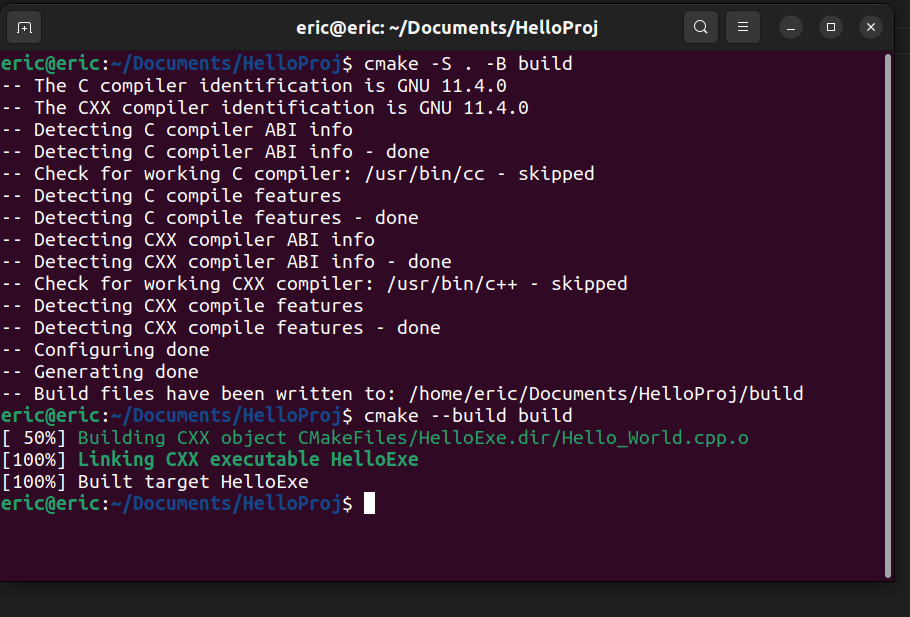 eric@eric: ~/Documents/HelloProj
eric@eric:~/Documents/HelloProj$ cmake -S . -B build
-- The C compiler identification is GNU 11.4.0
-- The CXX compiler identification is GNU 11.4.0
-- Detecting C compiler ABI info
-- Detecting C compiler ABI info - done
-- Check for working C compiler: /usr/bin/cc - skipped
-- Detecting C compile features
-- Detecting C compile features - done
-- Detecting CXX compiler ABI info
-- Detecting CXX compiler ABI info - done
-- Check for working CXX compiler: /usr/bin/c++ - skipped
-- Detecting CXX compile features
-- Detecting CXX compile features - done
-- Configuring done
-- Generating done
-- Build files have been written to: /home/eric/Documents/HelloProj/build
eric@eric:~/Documents/HelloProj$ cmake --build build
[ 50%] Building CXX object CMakeFiles/HelloExe.dir/Hello_World.cpp.o
[100%] Linking CXX executable HelloExe
[100%] Built target HelloExe
eric@eric:~/Documents/HelloProj$